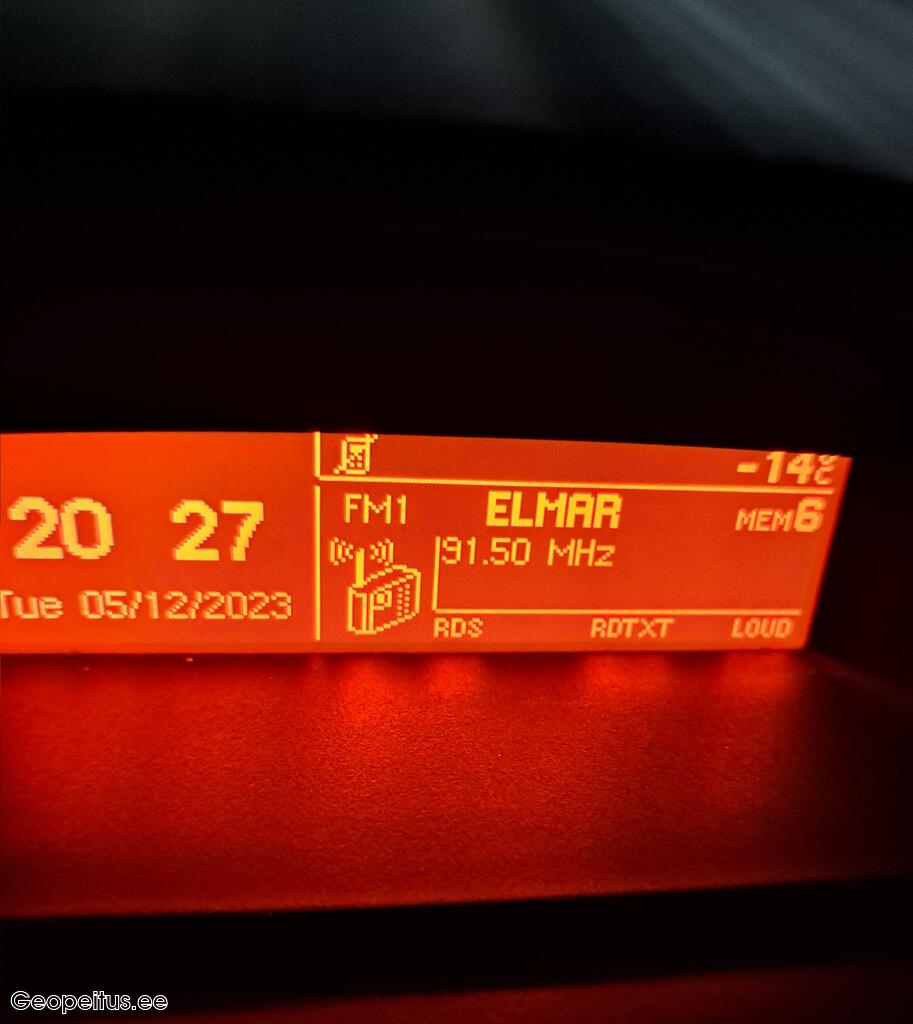 -14°C
20 27
Tue 05/12/2023
FM1 ELMAR MEM6
91.50 MHz
RDS RDTXT LOUD
Geopeitus.ee